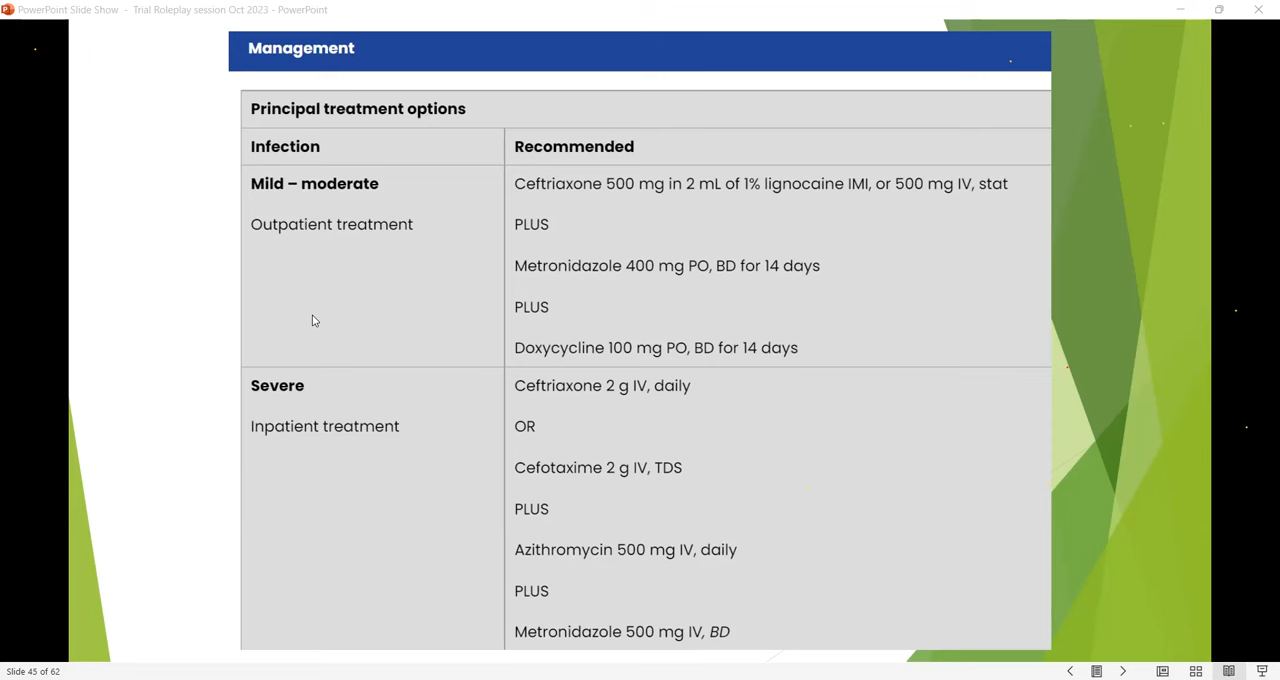 PowerPoint Slide Show - Trial Roleplay session Oct 2023 - PowerPoint
Management
Principal treatment options
Infection
Recommended
Mild – moderate
Outpatient treatment
Ceftriaxone 500 mg in 2 mL of 1% lignocaine IMI, or 500 mg IV, stat
PLUS
Metronidazole 400 mg PO, BD for 14 days
PLUS
Doxycycline 100 mg PO, BD for 14 days
Severe
Inpatient treatment
Ceftriaxone 2 g IV, daily
OR
Cefotaxime 2 g IV, TDS
PLUS
Azithromycin 500 mg IV, daily
PLUS
Metronidazole 500 mg IV, BD
Slide 45 of 62